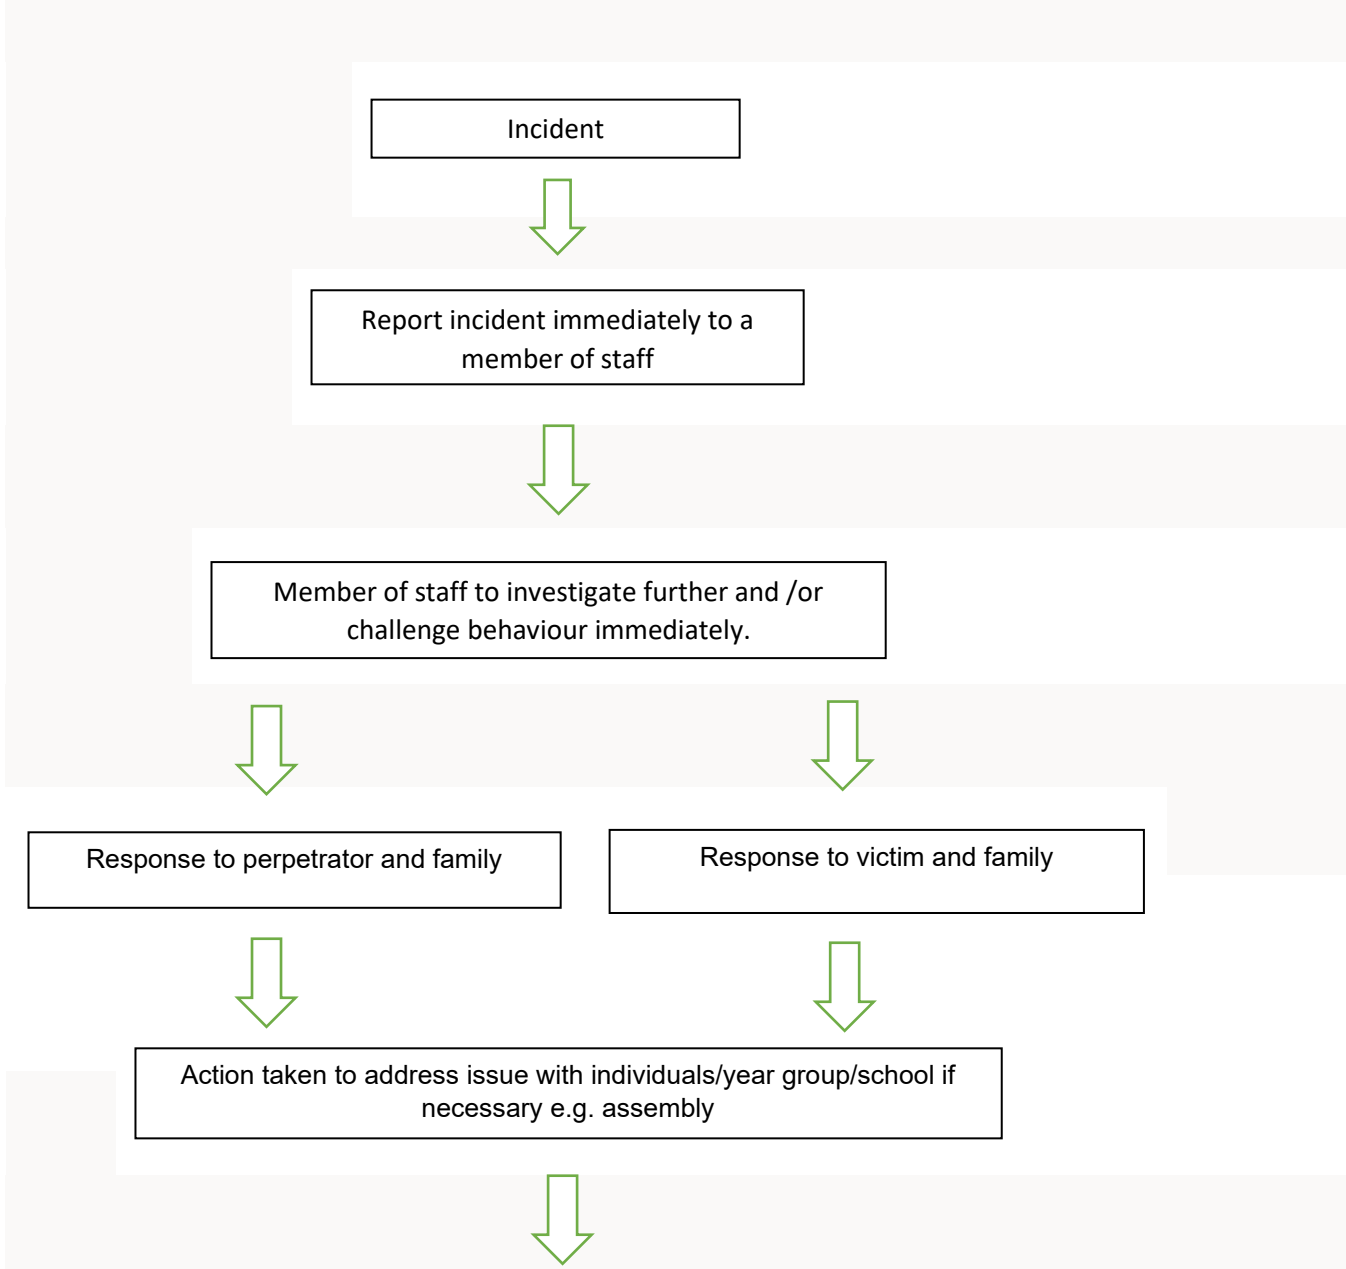 Incident
Report incident immediately to a
member of staff
Member of staff to investigate further and /or
challenge behaviour immediately.
Response to perpetrator and family
Response to victim and family
Action taken to address issue with individuals/year group/school if
necessary e.g. assembly